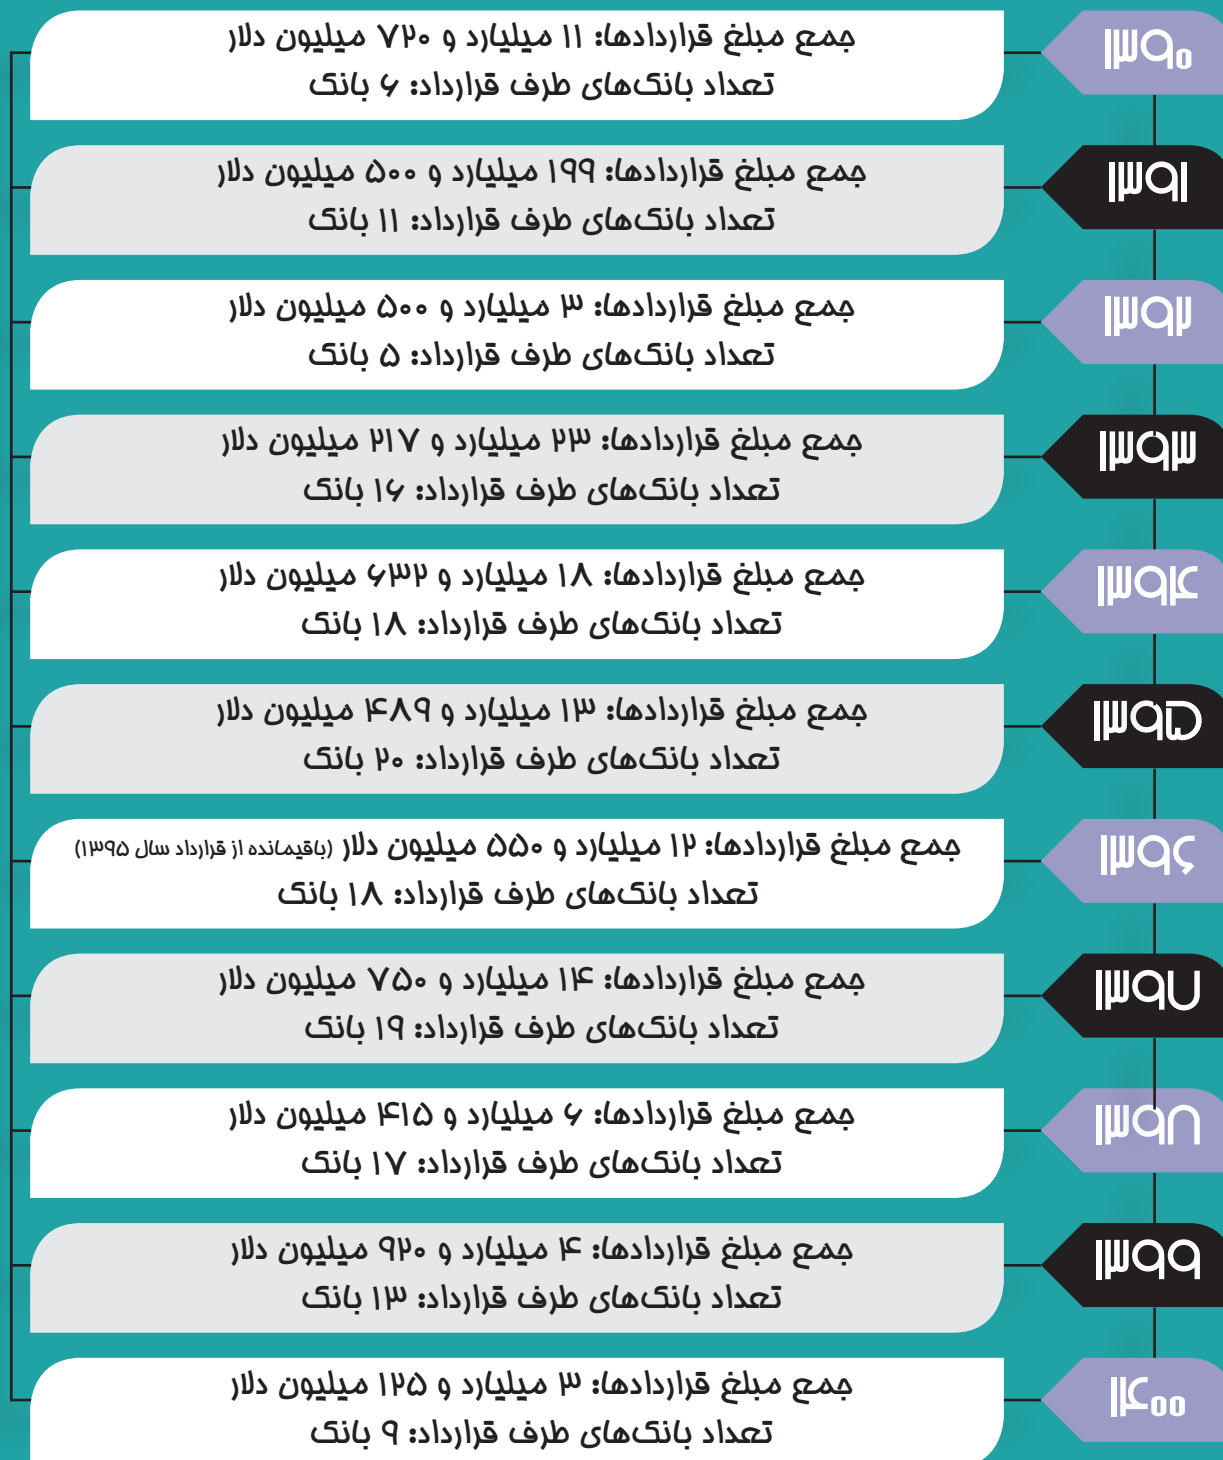 ۱۳۹۰
جمع مبلغ قراردادها: ۱۱ میلیارد و ۷۲۰ میلیون دلار
تعداد بانک‌های طرف قرارداد: ۶ بانک
۱۳۹۱
جمع مبلغ قراردادها: ۱۹۹ میلیارد و ۵۰۰ میلیون دلار
تعداد بانک‌های طرف قرارداد: ۱۱ بانک
۱۳۹۲
جمع مبلغ قراردادها: ۳ میلیارد و ۵۰۰ میلیون دلار
تعداد بانک‌های طرف قرارداد: ۵ بانک
۱۳۹۳
جمع مبلغ قراردادها: ۲۳ میلیارد و ۲۱۷ میلیون دلار
تعداد بانک‌های طرف قرارداد: ۱۶ بانک
۱۳۹۴
جمع مبلغ قراردادها: ۱۸ میلیارد و ۶۳۲ میلیون دلار
تعداد بانک‌های طرف قرارداد: ۱۸ بانک
۱۳۹۵
جمع مبلغ قراردادها: ۱۳ میلیارد و ۴۸۹ میلیون دلار
تعداد بانک‌های طرف قرارداد: ۲۰ بانک
۱۳۹۶
جمع مبلغ قراردادها: ۱۲ میلیارد و ۵۵۰ میلیون دلار (باقیمانده از قرارداد سال ۱۳۹۵)
تعداد بانک‌های طرف قرارداد: ۱۸ بانک
۱۳۹۷
جمع مبلغ قراردادها: ۱۴ میلیارد و ۷۵۰ میلیون دلار
تعداد بانک‌های طرف قرارداد: ۱۹ بانک
۱۳۹۸
جمع مبلغ قراردادها: ۶ میلیارد و ۴۱۵ میلیون دلار
تعداد بانک‌های طرف قرارداد: ۱۷ بانک
۱۳۹۹
جمع مبلغ قراردادها: ۴ میلیارد و ۹۲۰ میلیون دلار
تعداد بانک‌های طرف قرارداد: ۱۳ بانک
۱۴۰۰
جمع مبلغ قراردادها: ۳ میلیارد و ۱۲۵ میلیون دلار
تعداد بانک‌های طرف قرارداد: ۹ بانک